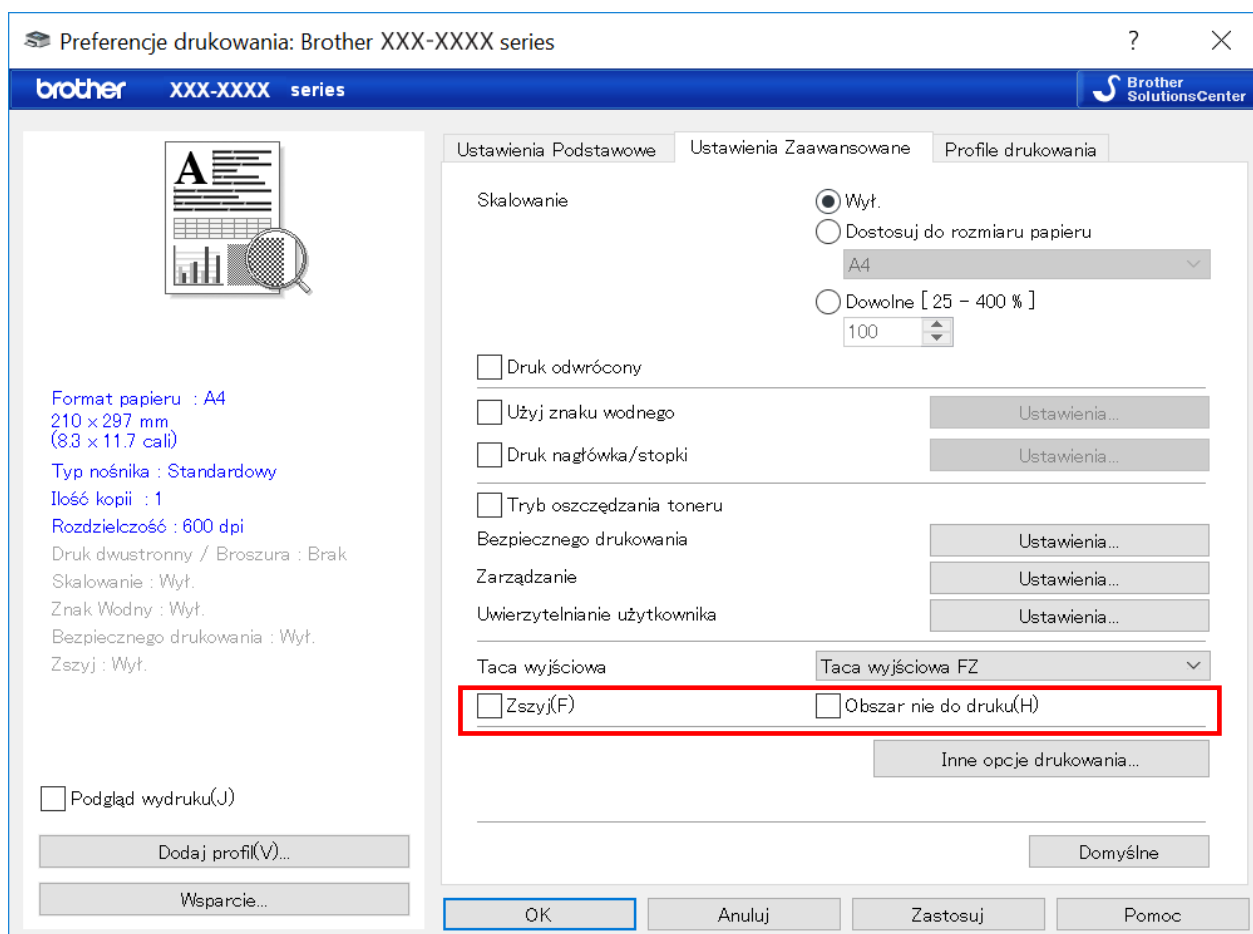 Preferencje drukowania: Brother XXX-XXXX series
?
brother XXX-XXXX series
Brother
SolutionsCenter
A
Format papieru : A4
210 x 297 mm
(8.3 x 11.7 cali)
Typ nośnika : Standardowy
Ilość kopii : 1
Rozdzielczość : 600 dpi
Druk dwustronny / Broszura : Brak
Skalowanie : Wył.
Znak Wodny : Wył.
Bezpiecznego drukowania : Wył.
Zszyj : Wył.
Podgląd wydruku(J)
Dodaj profil(V)...
Wsparcie...
Ustawienia Podstawowe Ustawienia Zaawansowane Profile drukowania
Skalowanie Wył.
Dostosuj do rozmiaru papieru
A4
Dowolne [ 25 - 400 % ]
100
Druk odwrócony
Użyj znaku wodnego Ustawienia...
Druk nagłówka/stopki Ustawienia...
Tryb oszczędzania toneru
Bezpiecznego drukowania Ustawienia...
Zarządzanie Ustawienia...
Uwierzytelnianie użytkownika Ustawienia...
Taca wyjściowa Taca wyjściowa FZ
Zszyj(F) Obszar nie do druku(H)
Inne opcje drukowania...
Domyślne
OK Anuluj Zastosuj Pomoc